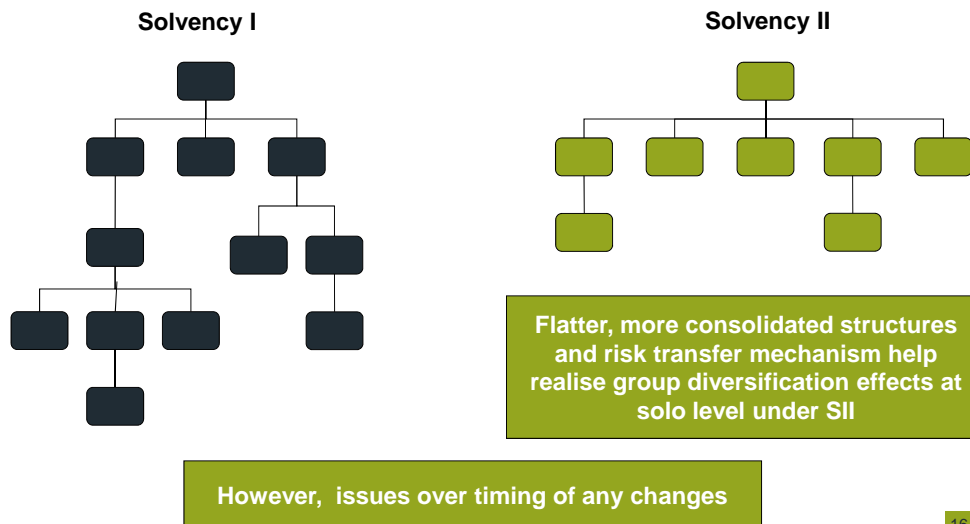 Solvency I
Solvency II
Flatter, more consolidated structures
and risk transfer mechanism help
realise group diversification effects at
solo level under SII
However, issues over timing of any changes
16